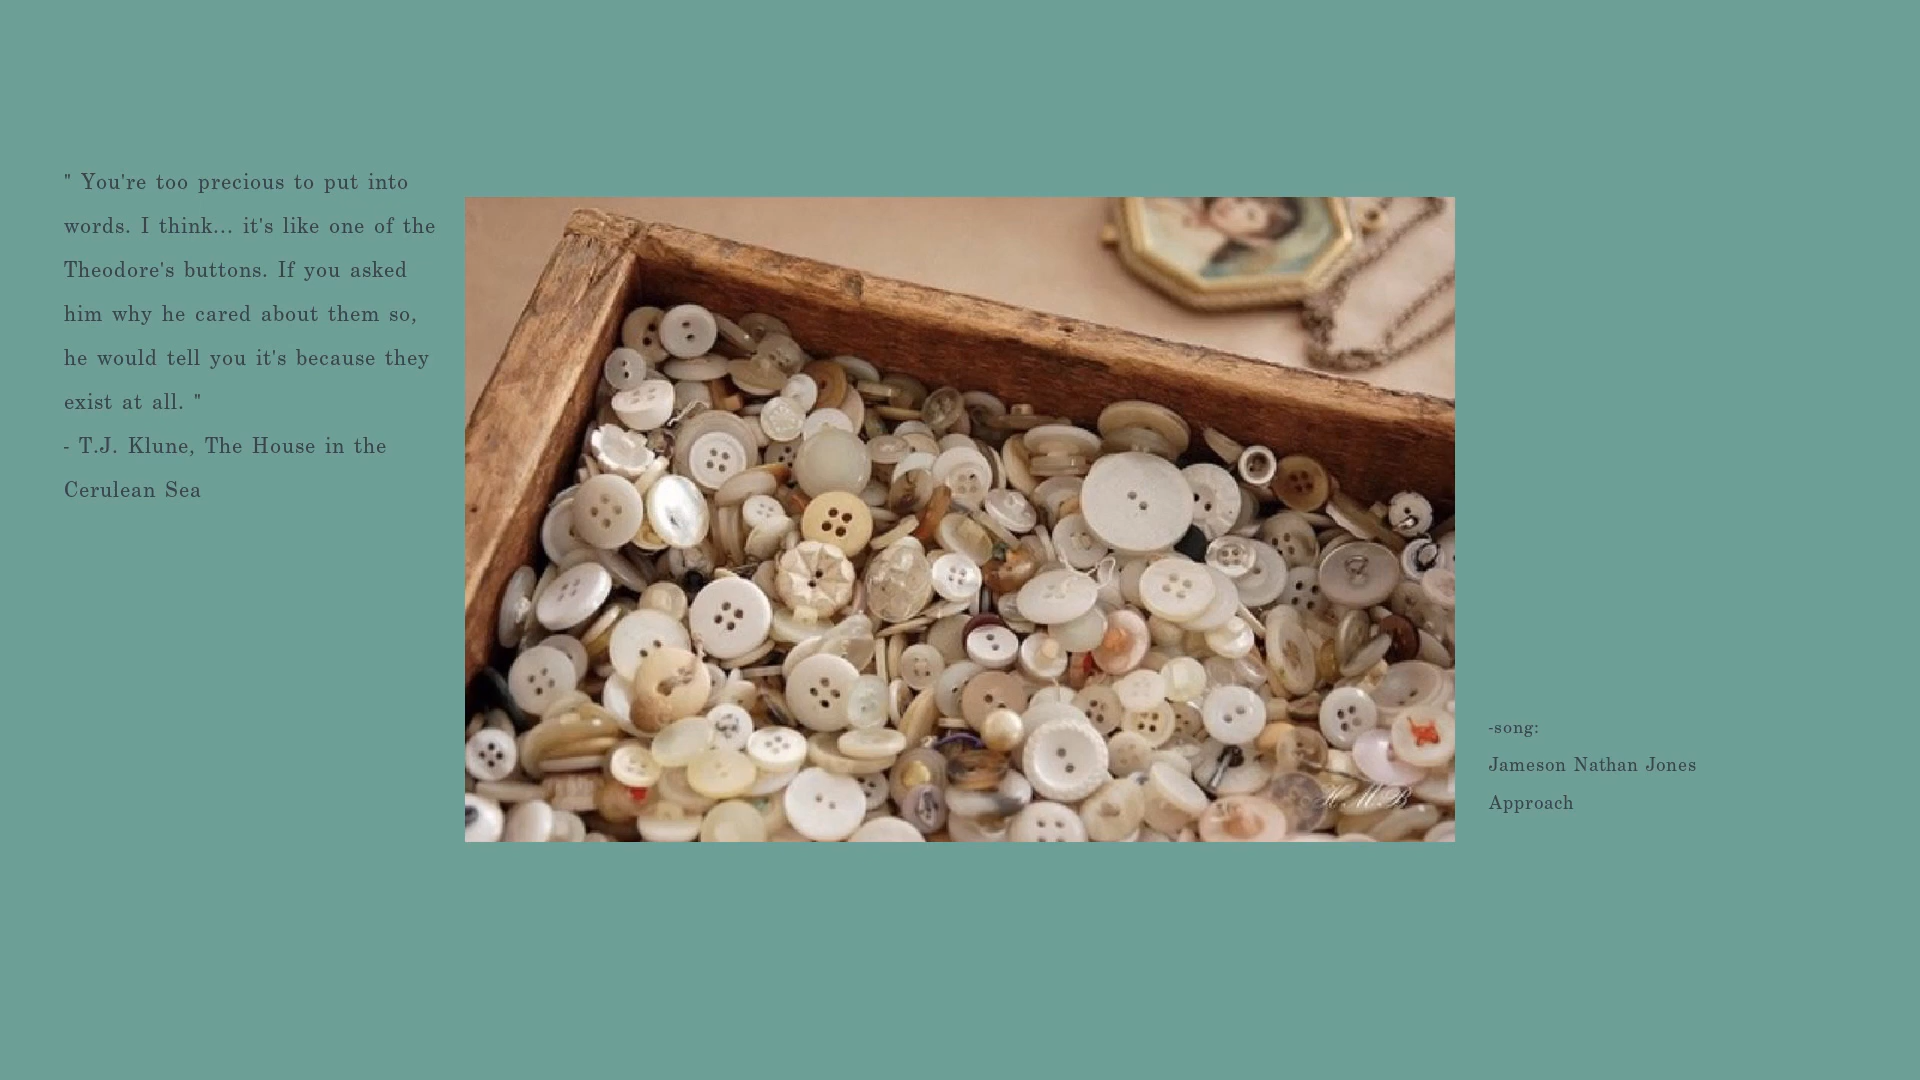 " You're too precious to put into
words. I think... it's like one of the
Theodore's buttons. If you asked
him why he cared about them so,
he would tell you it's because they
exist at all. "
- T.J. Klune, The House in the
Cerulean Sea
-song:
Jameson Nathan Jones
Approach
H.M.B